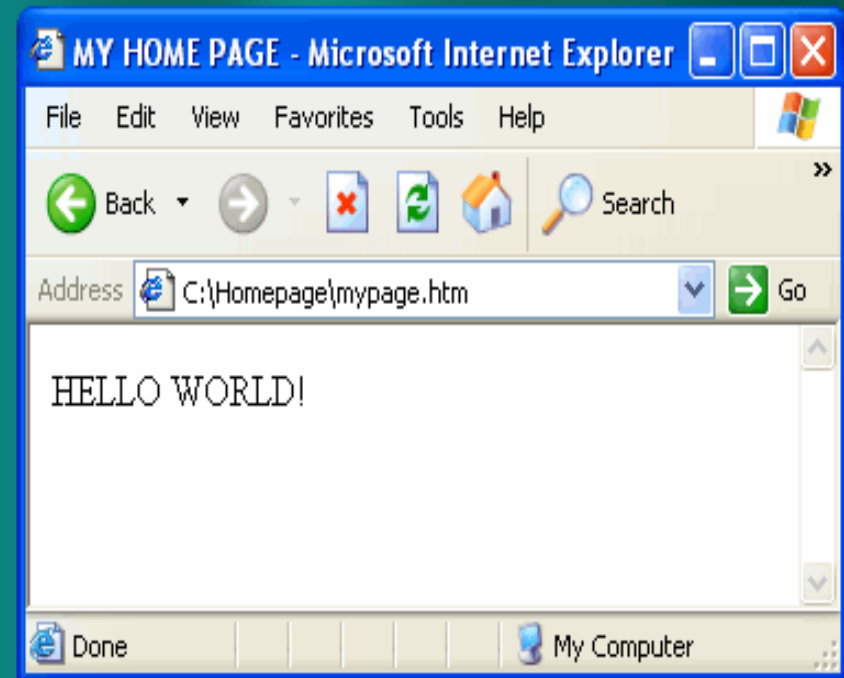 MY HOME PAGE - Microsoft Internet Explorer
File Edit View Favorites Tools Help
Back Search »
Address C:\Homepage\mypage.htm Go
HELLO WORLD!
Done My Computer